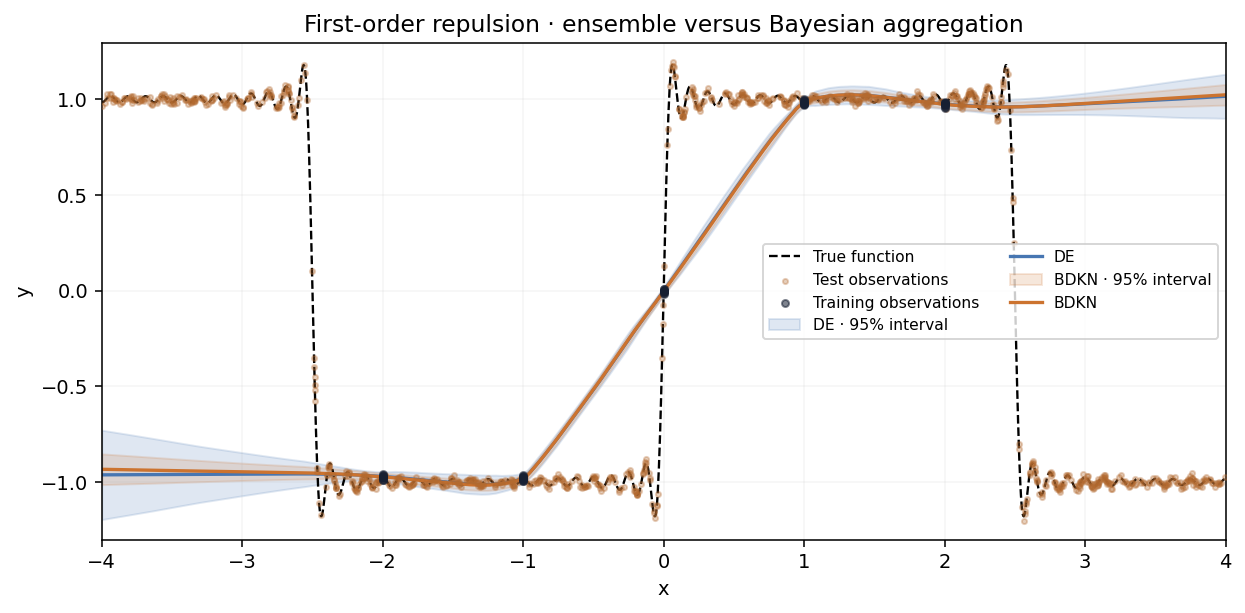 First-order repulsion · ensemble versus Bayesian aggregation
y
1.0
0.5
0.0
−0.5
−1.0
True function
Test observations
Training observations
DE · 95% interval
DE
BDKN · 95% interval
BDKN
−4 −3 −2 −1 0 1 2 3 4
x